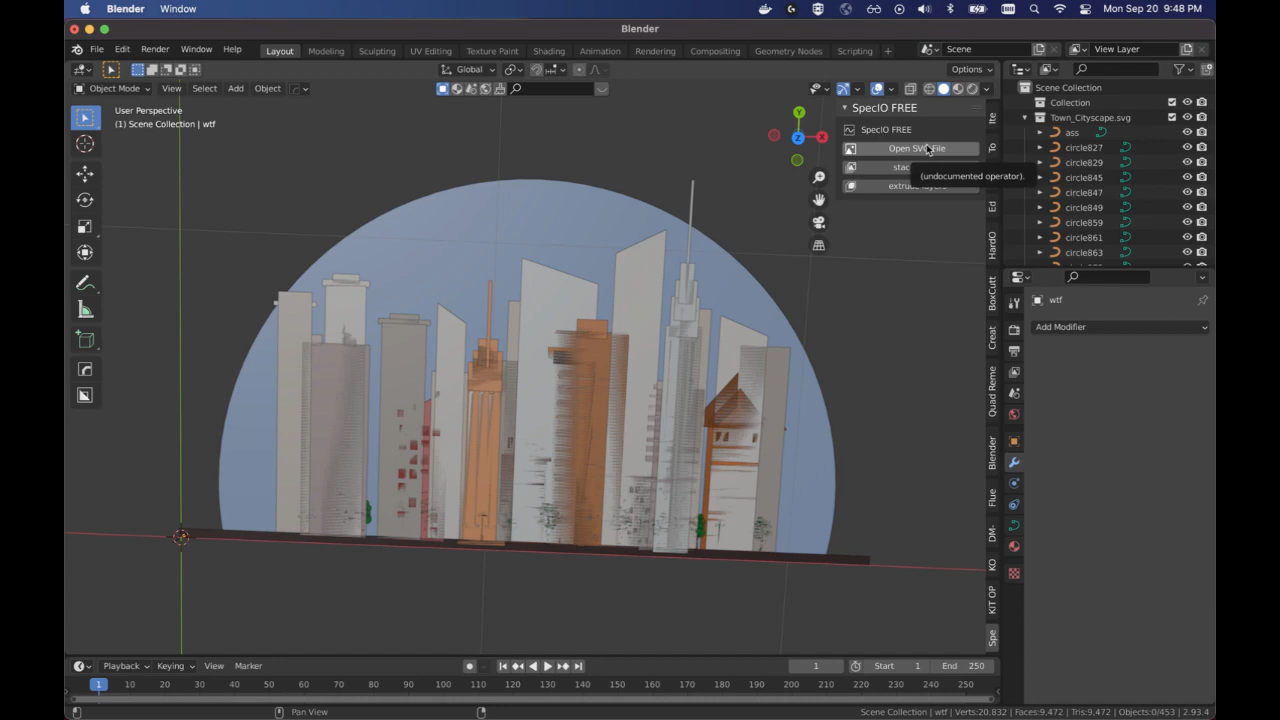 Blender Window Mon Sep 20 9:48 PM
Blender
File Edit Render Window Help Layout Modeling Sculpting UV Editing Texture Paint Shading Animation Rendering Compositing Geometry Nodes Scripting + Scene View Layer
Global Options
Object Mode View Select Add Object
User Perspective
(1) Scene Collection | wtf
Y
X
Z
SpecIO FREE
SpecIO FREE
Open SVG File
stac
(undocumented operator).
Ite
To
Ed
HardO
BoxCutt
Creat
Quad Reme
Blender
Flue
DM-
KO
KIT OP
Spe
Scene Collection
Collection
Town_Cityscape.svg
ass
circle827
circle829
circle845
circle847
circle849
circle859
circle861
circle863
wtf
Add Modifier
Playback Keying View Marker 1 Start 1 End 250
1 10 20 30 40 50 60 70 80 90 100 110 120 130 140 150 160 170 180 190 200 210 220 230 240 250
Pan View Scene Collection | wtf | Verts:20,832 | Faces:9,472 | Tris:9,472 | Objects:0/453 | 2.93.4